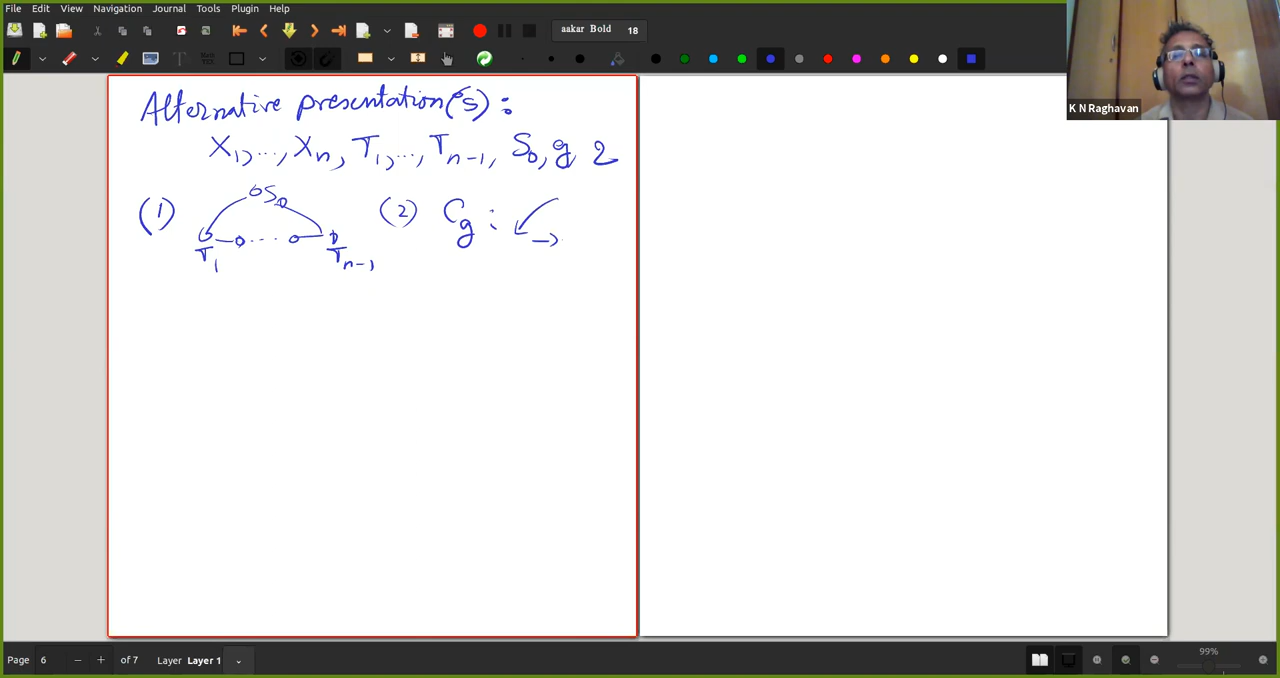 File Edit View Navigation Journal Tools Plugin Help
aakar Bold 18
K N Raghavan
Alternative presentation(s):
X1, ..., Xn, T1, ..., Tn-1, S0, g
(1) S0 (2) Cg :
T1 Tn-1
Page 6 of 7 Layer Layer 1 99%